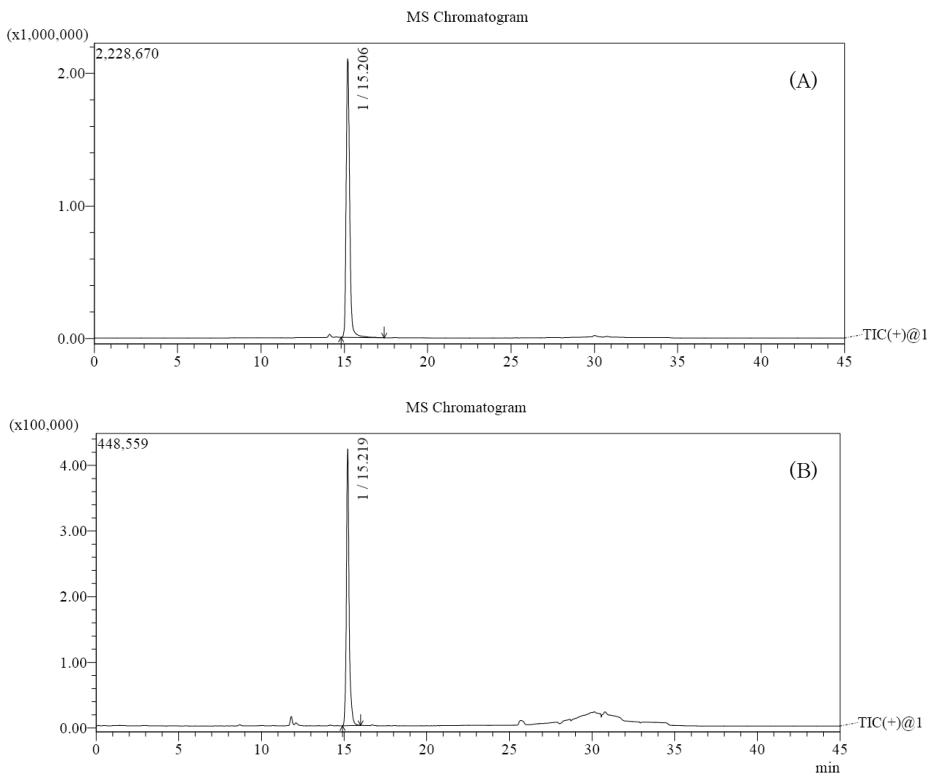 MS Chromatogram
(x1,000,000)
2,228,670
2.00
1 / 15.206
(A)
1.00
0.00
TIC(+)@1
0 5 10 15 20 25 30 35 40 45
MS Chromatogram
(x100,000)
448,559
4.00
1 / 15.219
(B)
3.00
2.00
1.00
0.00
TIC(+)@1
0 5 10 15 20 25 30 35 40 45
min